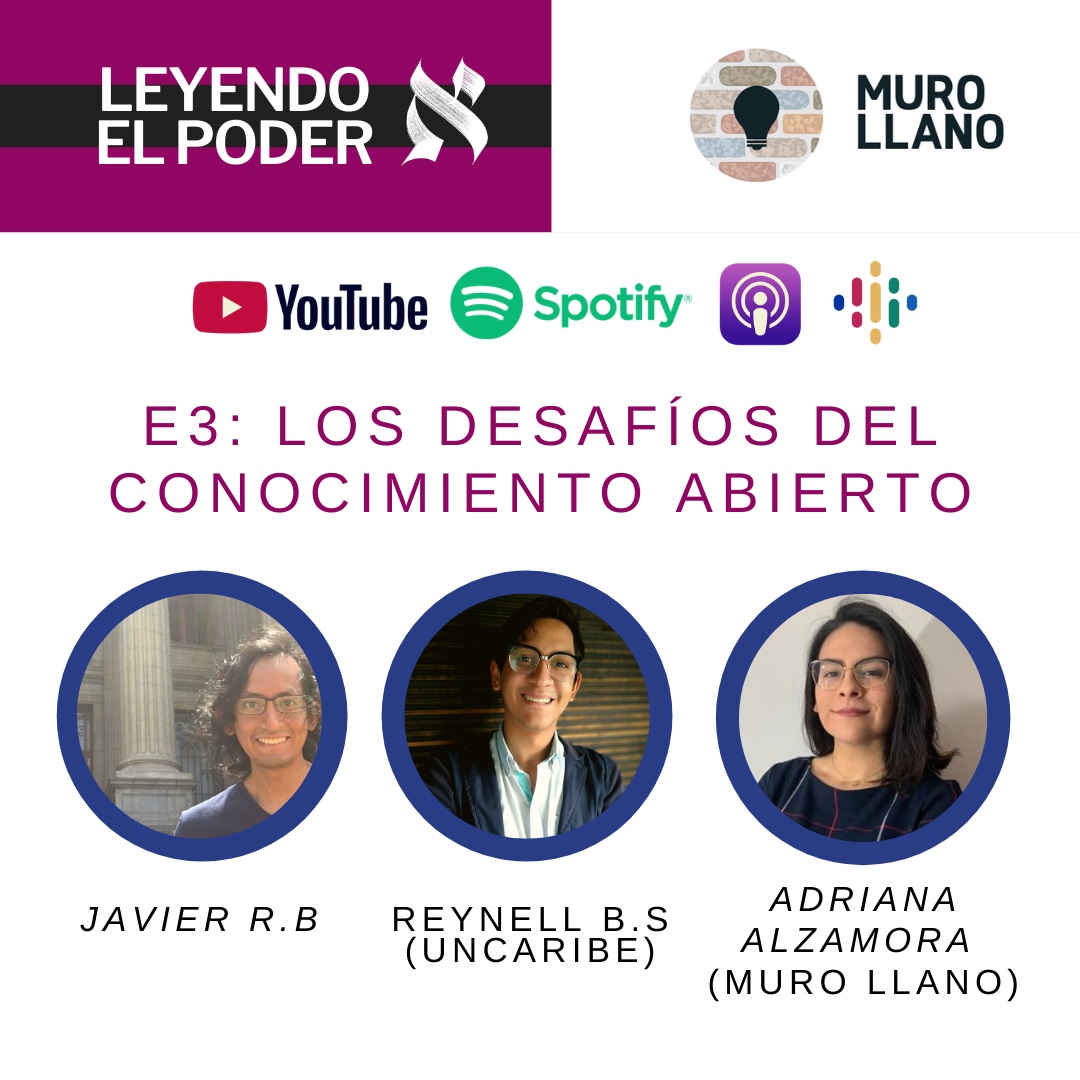 LEYENDO
EL PODER
MURO
LLANO
YouTube
Spotify®
E3: LOS DESAFÍOS DEL
CONOCIMIENTO ABIERTO
JAVIER R.B
REYNELL B.S
(UNCARIBE)
ADRIANA
ALZAMORA
(MURO LLANO)